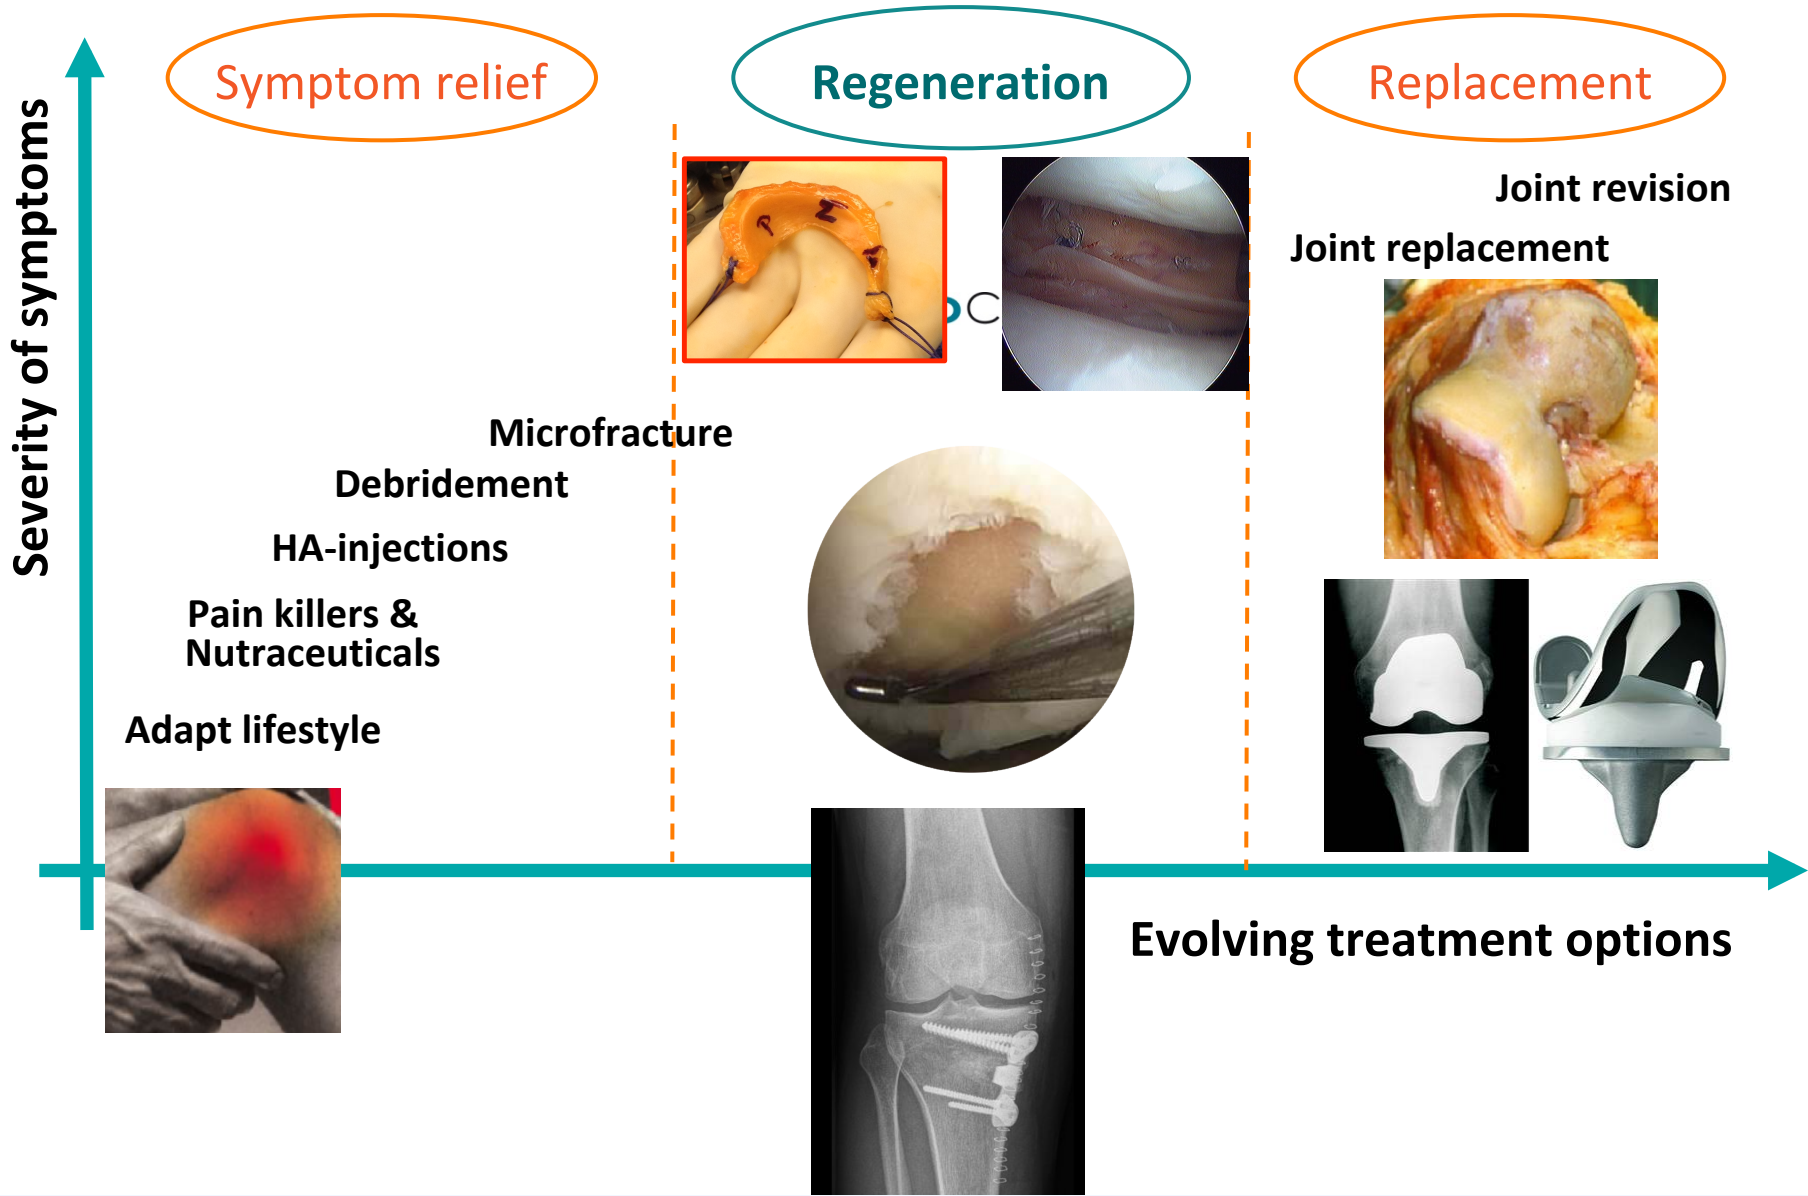 Symptom relief
Regeneration
Replacement
Severity of symptoms
Joint revision
Joint replacement
P
M
C
Microfracture
Debridement
HA-injections
Pain killers &
Nutraceuticals
Adapt lifestyle
Evolving treatment options